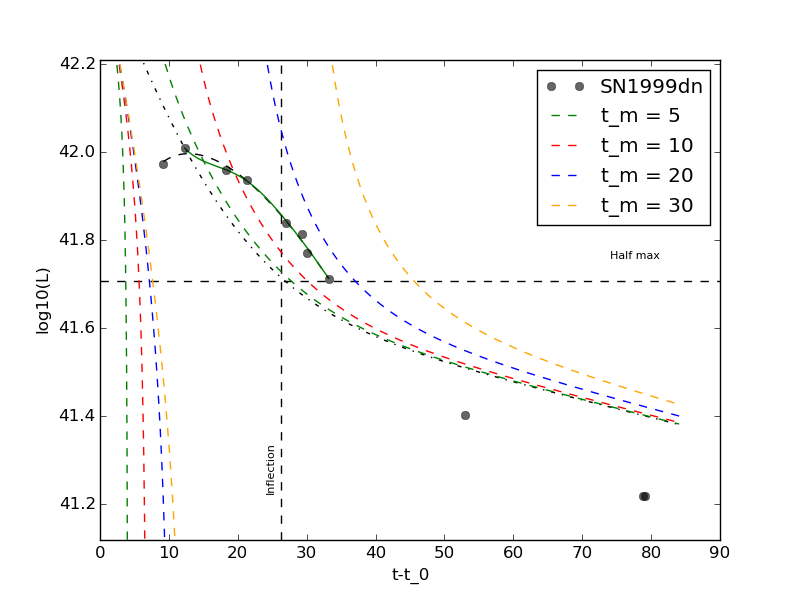 42.2
42.0
41.8
41.6
41.4
41.2
log10(L)
0 10 20 30 40 50 60 70 80 90
t-t_0
SN1999dn
t_m = 5
t_m = 10
t_m = 20
t_m = 30
Half max
Inflection